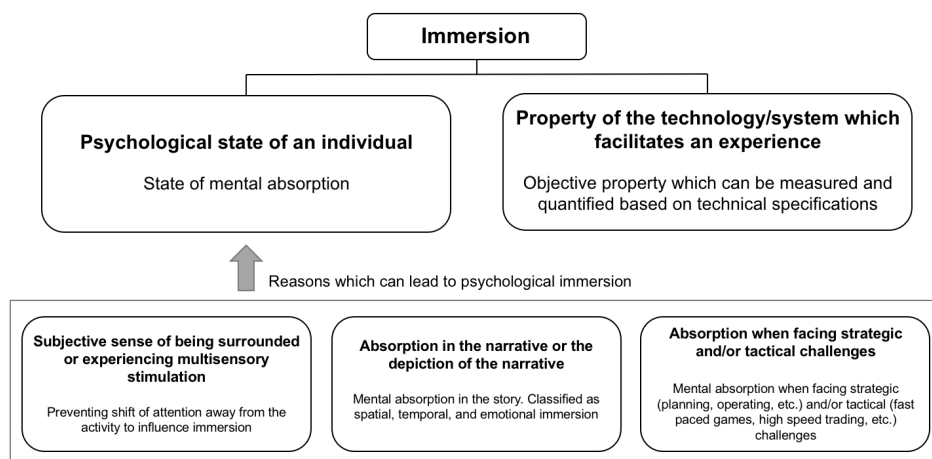 Immersion
Psychological state of an individual
State of mental absorption
Property of the technology/system which
facilitates an experience
Objective property which can be measured and
quantified based on technical specifications
Reasons which can lead to psychological immersion
Subjective sense of being surrounded
or experiencing multisensory
stimulation
Preventing shift of attention away from the
activity to influence immersion
Absorption in the narrative or the
depiction of the narrative
Mental absorption in the story. Classified as
spatial, temporal, and emotional immersion
Absorption when facing strategic
and/or tactical challenges
Mental absorption when facing strategic
(planning, operating, etc.) and/or tactical (fast
paced games, high speed trading, etc.)
challenges